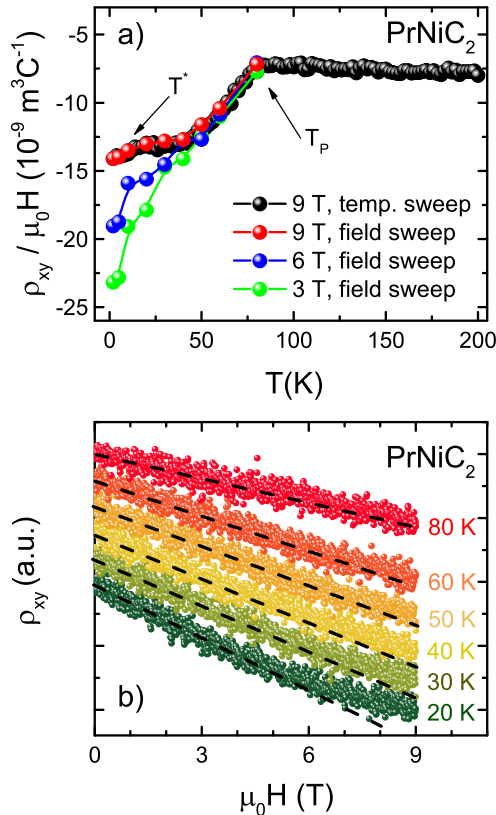 a)
PrNiC₂
-5
-10
-15
-20
-25
ρxy / μ₀H (10⁻⁹ m³C⁻¹)
T*
T_P
9 T, temp. sweep
9 T, field sweep
6 T, field sweep
3 T, field sweep
0 50 100 150 200
T(K)
PrNiC₂
80 K
60 K
50 K
40 K
30 K
20 K
ρxy (a.u.)
b)
0 3 6 9
μ₀H (T)